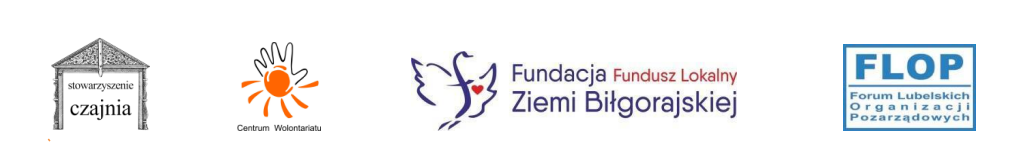 stowarzyszenie
czajnia
Centrum Wolontariatu
Fundacja Fundusz Lokalny
Ziemi Biłgorajskiej
FLOP
Forum Lubelskich
Organizacji
Pozarządowych